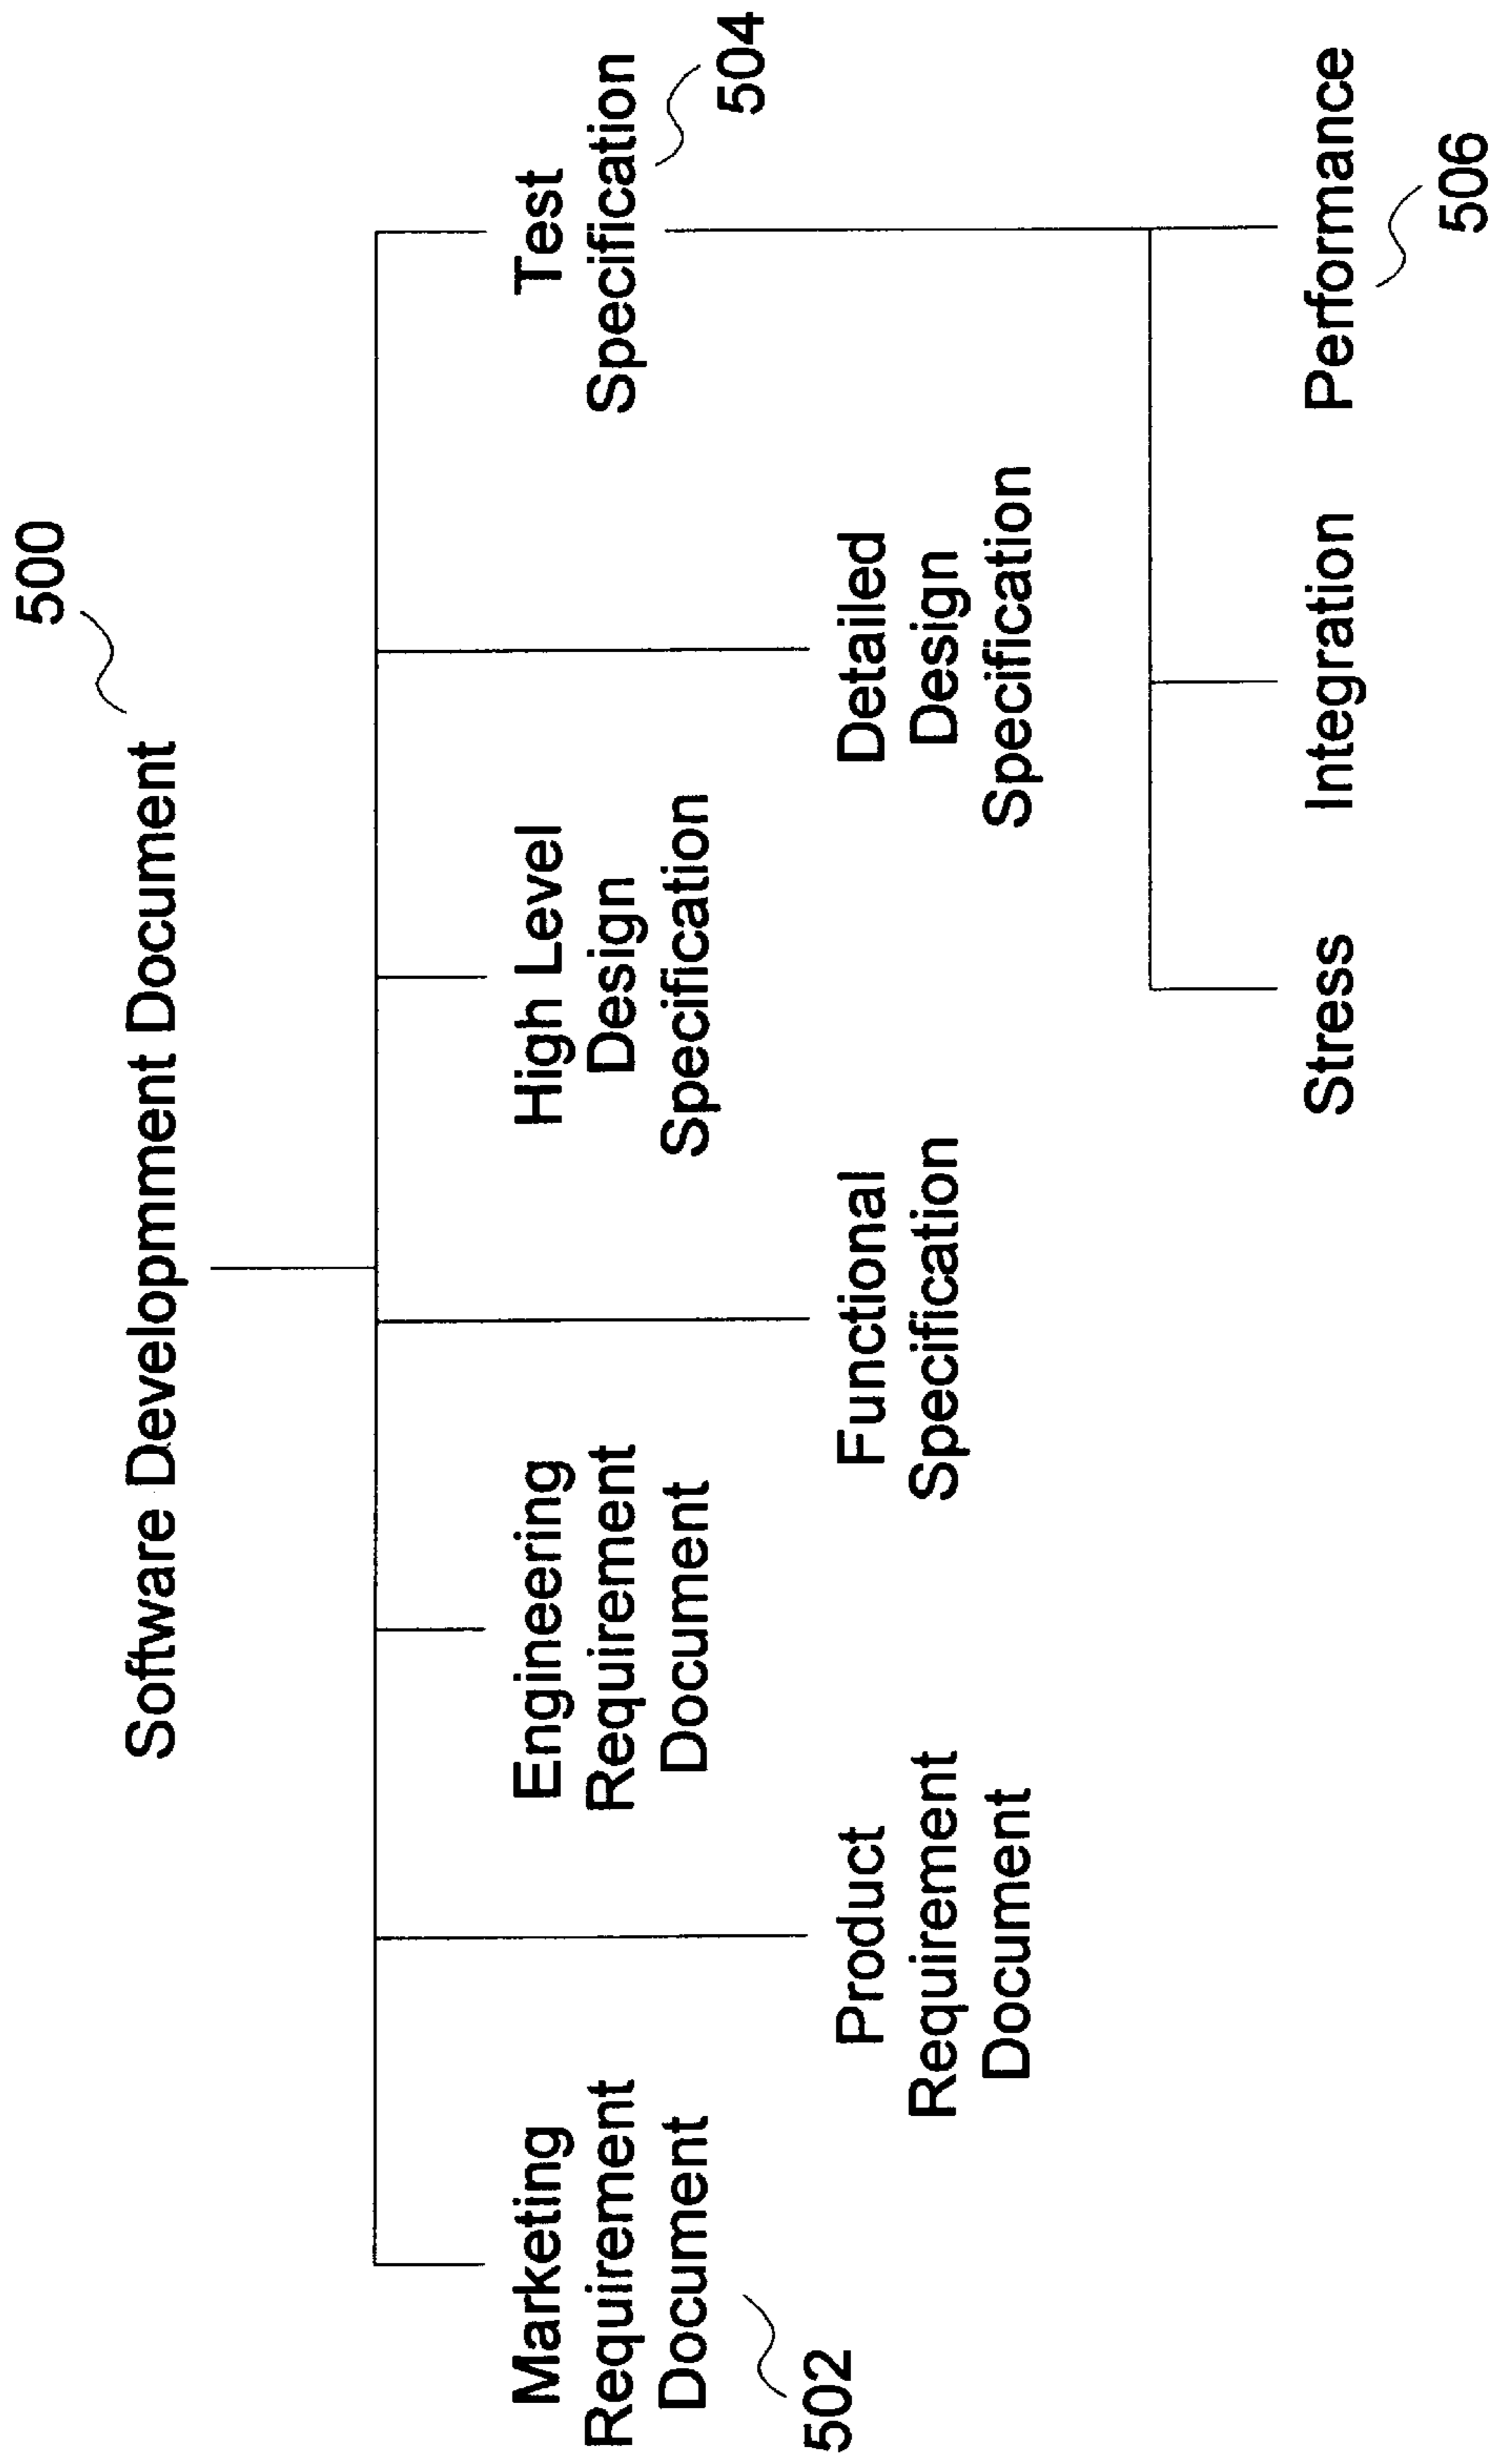 500
Software Development Document
Marketing
Requirement
Document
502
Product
Requirement
Document
Engineering
Requirement
Document
Functional
Specification
High Level
Design
Specification
Detailed
Design
Specification
Test
Specification
504
Stress
Integration
Performance
506